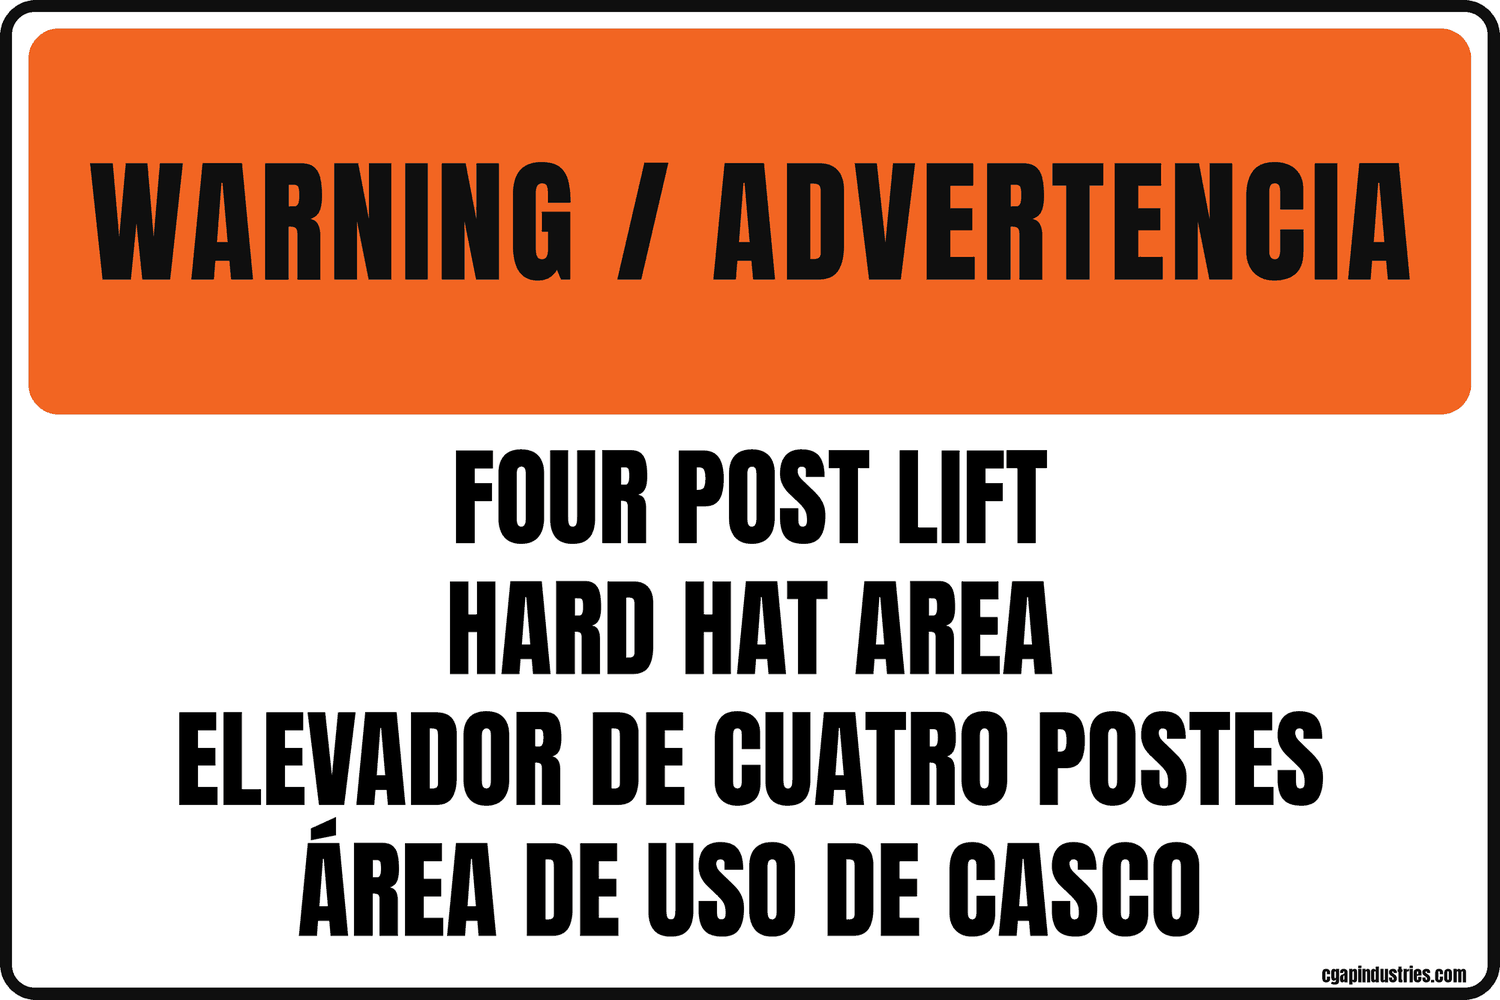 WARNING / ADVERTENCIA
FOUR POST LIFT
HARD HAT AREA
ELEVADOR DE CUATRO POSTES
ÁREA DE USO DE CASCO
cgapindustries.com